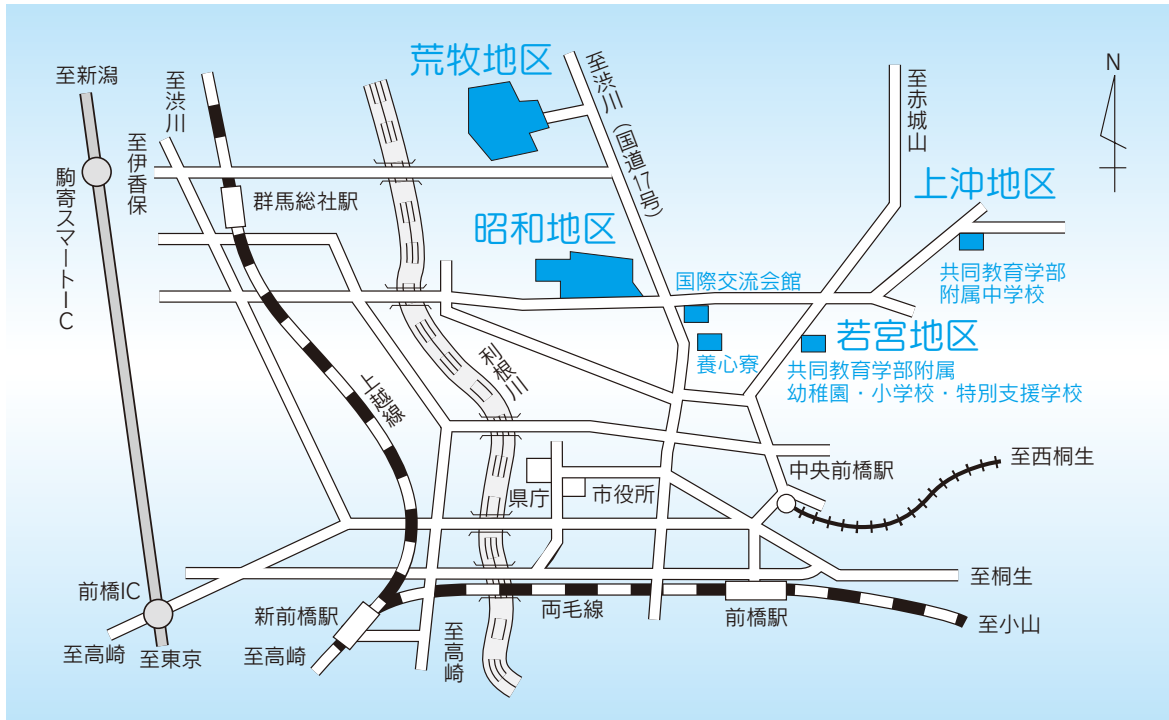 荒牧地区
至新潟
至渋川
至渋川(国道17号)
至赤城山
N
至伊香保
駒寄スマートIC
群馬総社駅
昭和地区
上沖地区
共同教育学部
附属中学校
国際交流会館
若宮地区
養心寮
共同教育学部附属
幼稚園・小学校・特別支援学校
利根川
上越線
中央前橋駅
至西桐生
県庁
市役所
前橋IC
新前橋駅
両毛線
前橋駅
至桐生
至小山
至高崎
至東京
至高崎
至高崎